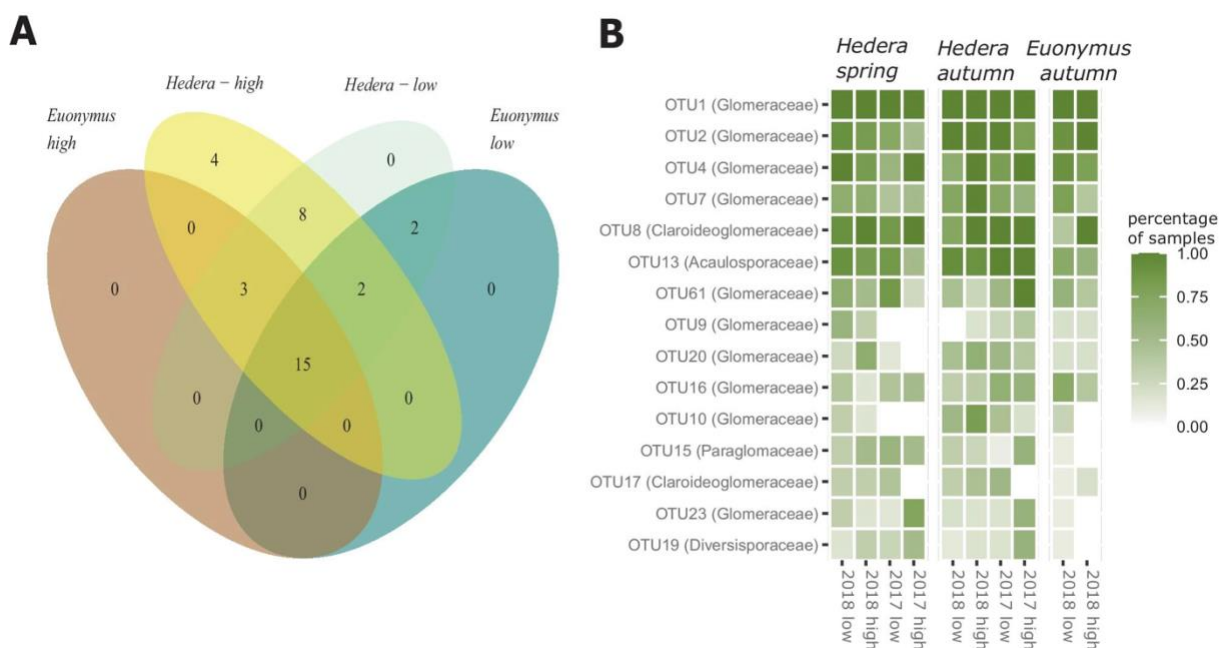 A
Hedera – high
Hedera – low
Euonymus
high
Euonymus
low
4
0
0
8
2
0
3
2
0
15
0
0
0
0
0
B
Hedera
spring
Hedera
autumn
Euonymus
autumn
OTU1 (Glomeraceae)
OTU2 (Glomeraceae)
OTU4 (Glomeraceae)
OTU7 (Glomeraceae)
OTU8 (Claroideoglomeraceae)
OTU13 (Acaulosporaceae)
OTU61 (Glomeraceae)
OTU9 (Glomeraceae)
OTU20 (Glomeraceae)
OTU16 (Glomeraceae)
OTU10 (Glomeraceae)
OTU15 (Paraglomaceae)
OTU17 (Claroideoglomeraceae)
OTU23 (Glomeraceae)
OTU19 (Diversisporaceae)
2018 low
2018 high
2017 low
2017 high
2018 low
2018 high
2017 low
2017 high
2018 low
2018 high
percentage
of samples
1.00
0.75
0.50
0.25
0.00